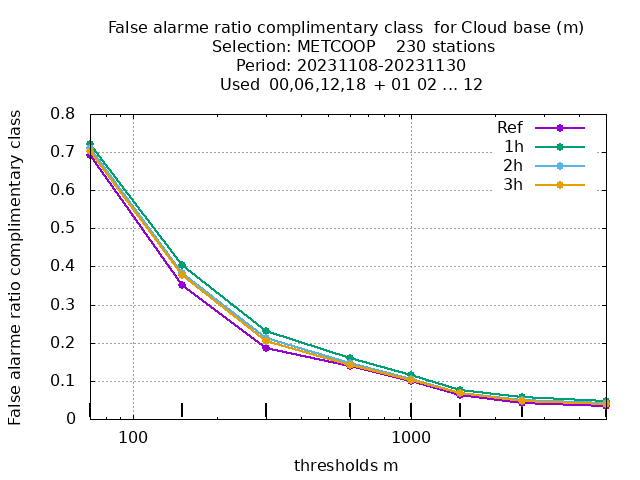 False alarme ratio complimentary class  for Cloud base (m)
Selection: METCOOP    230 stations
Period: 20231108-20231130
Used 00,06,12,18 + 01 02 ... 12
False alarme ratio complimentary class
0.8
0.7
0.6
0.5
0.4
0.3
0.2
0.1
0
Ref
1h
2h
3h
100
1000
thresholds m